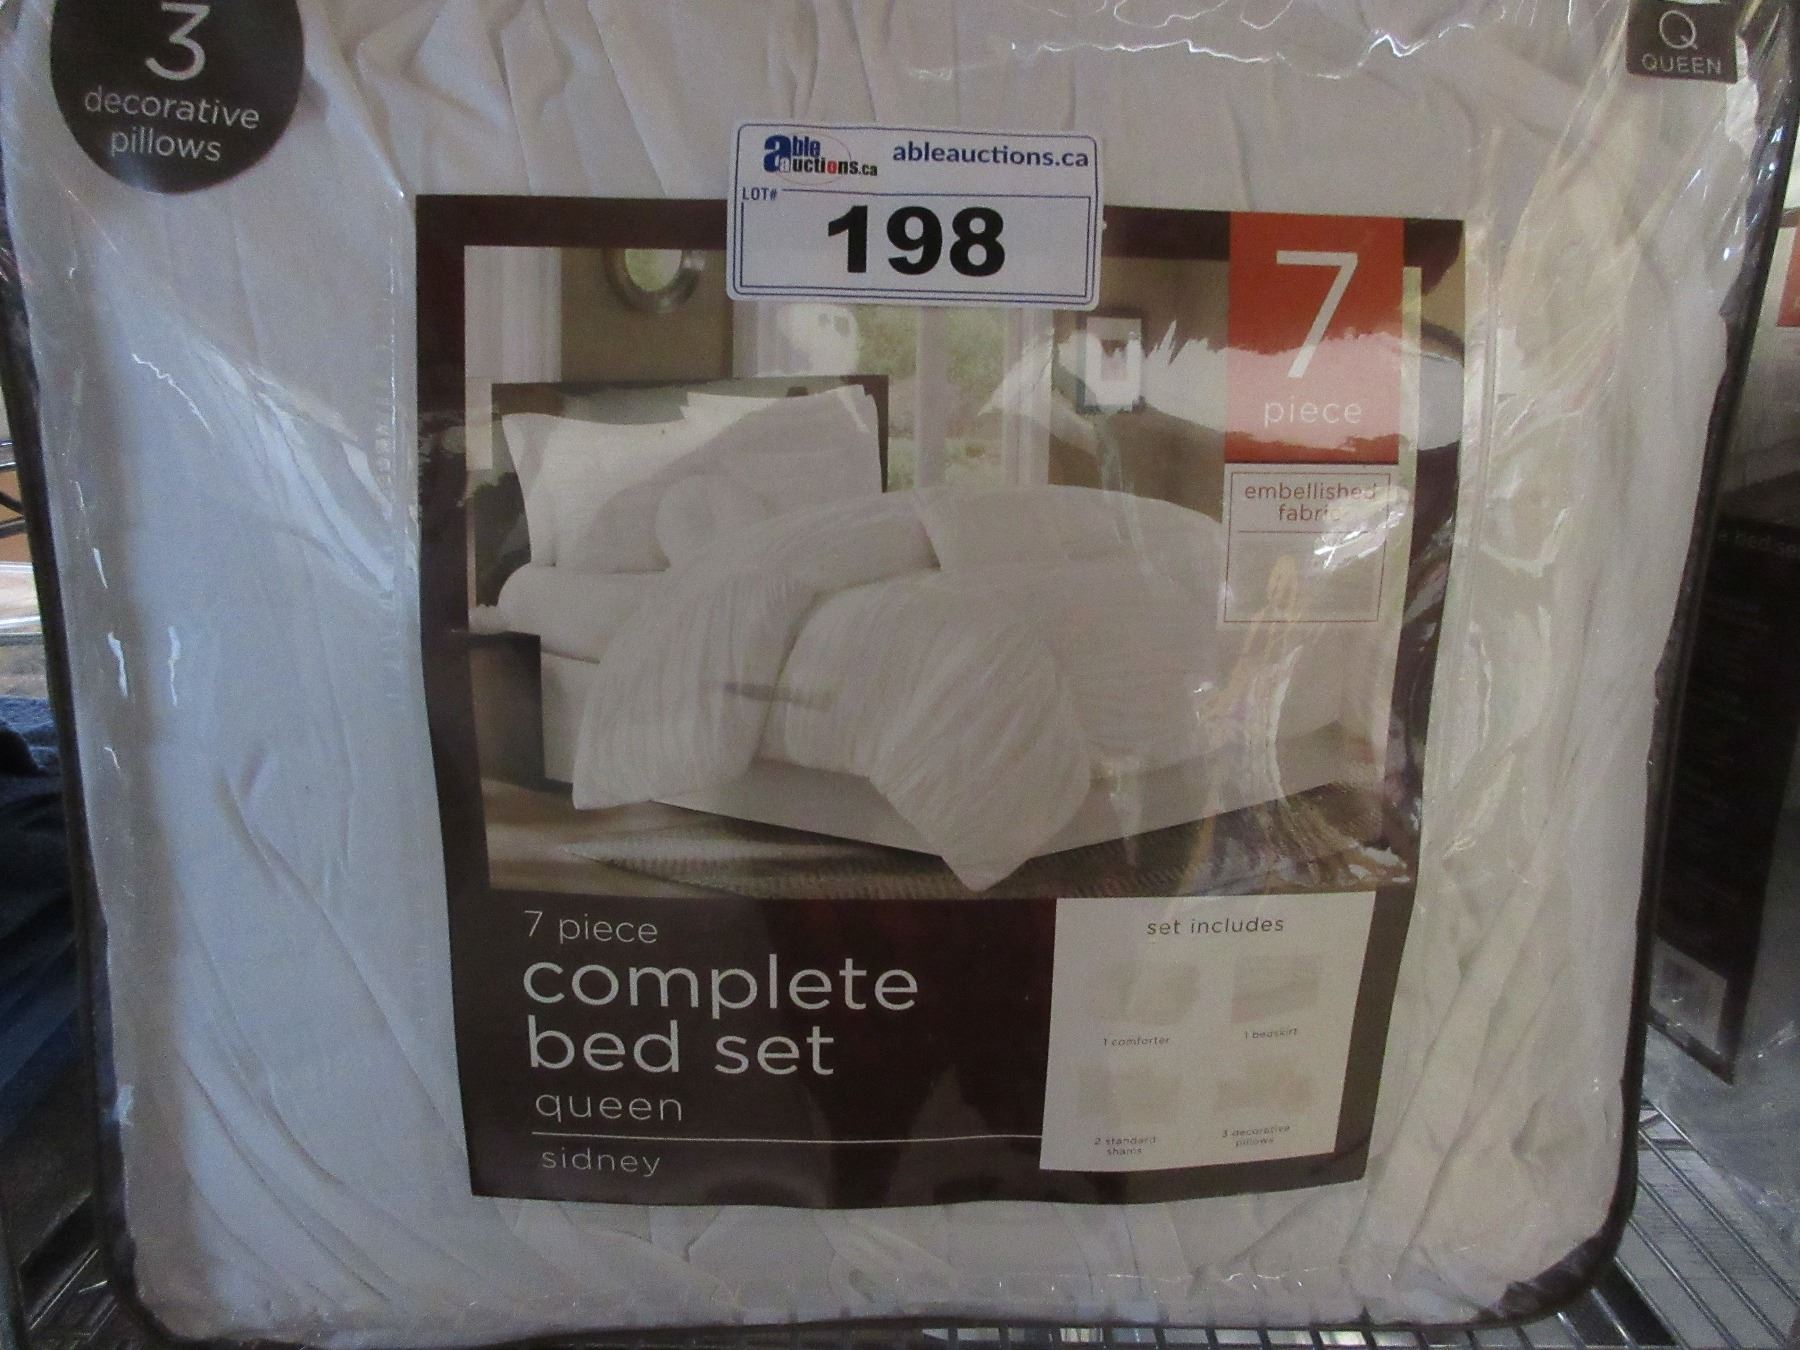 3
decorative
pillows
Q
QUEEN
able auctions.ca
ableauctions.ca
LOT#
198
7
piece
embellished
fabric
7 piece
complete
bed set
queen
sidney
set includes
1 comforter
1 bedskirt
2 standard
shams
3 decorative
pillows